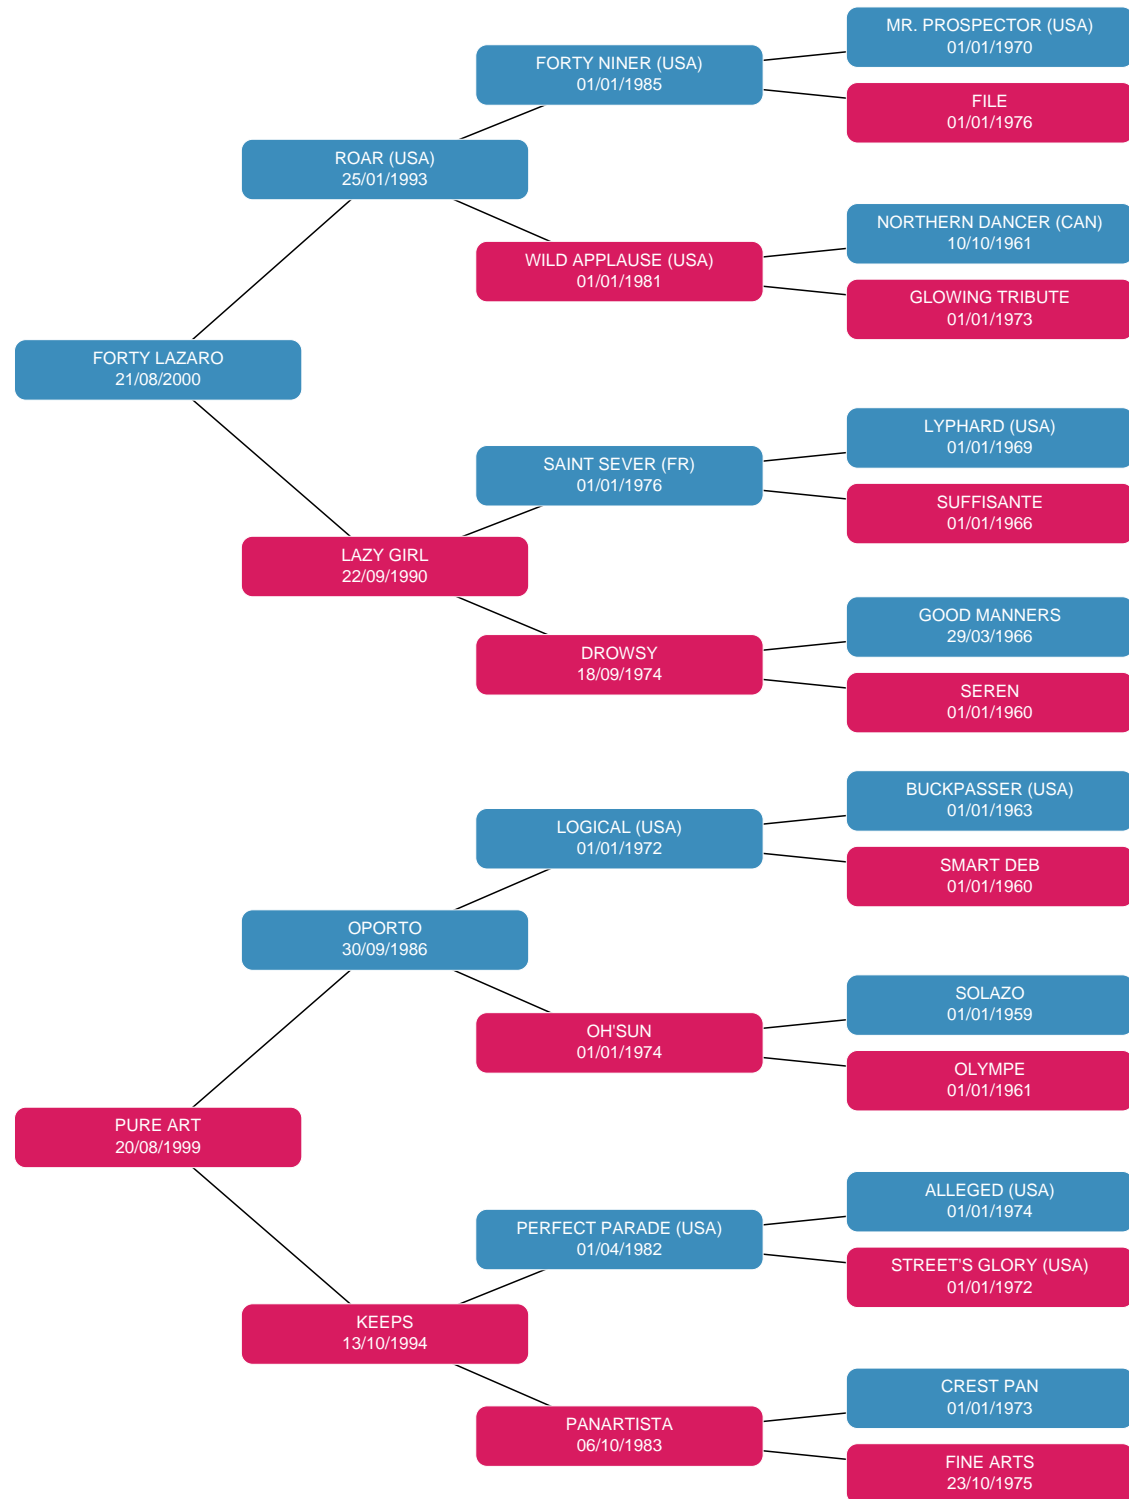 MR. PROSPECTOR (USA)
01/01/1970
FORTY NINER (USA)
01/01/1985
FILE
01/01/1976
ROAR (USA)
25/01/1993
NORTHERN DANCER (CAN)
10/10/1961
WILD APPLAUSE (USA)
01/01/1981
GLOWING TRIBUTE
01/01/1973
FORTY LAZARO
21/08/2000
LYPHARD (USA)
01/01/1969
SAINT SEVER (FR)
01/01/1976
SUFFISANTE
01/01/1966
LAZY GIRL
22/09/1990
GOOD MANNERS
29/03/1966
DROWSY
18/09/1974
SEREN
01/01/1960
BUCKPASSER (USA)
01/01/1963
LOGICAL (USA)
01/01/1972
SMART DEB
01/01/1960
OPORTO
30/09/1986
SOLAZO
01/01/1959
OH'SUN
01/01/1974
OLYMPE
01/01/1961
PURE ART
20/08/1999
ALLEGED (USA)
01/01/1974
PERFECT PARADE (USA)
01/04/1982
STREET'S GLORY (USA)
01/01/1972
KEEPS
13/10/1994
CREST PAN
01/01/1973
PANARTISTA
06/10/1983
FINE ARTS
23/10/1975